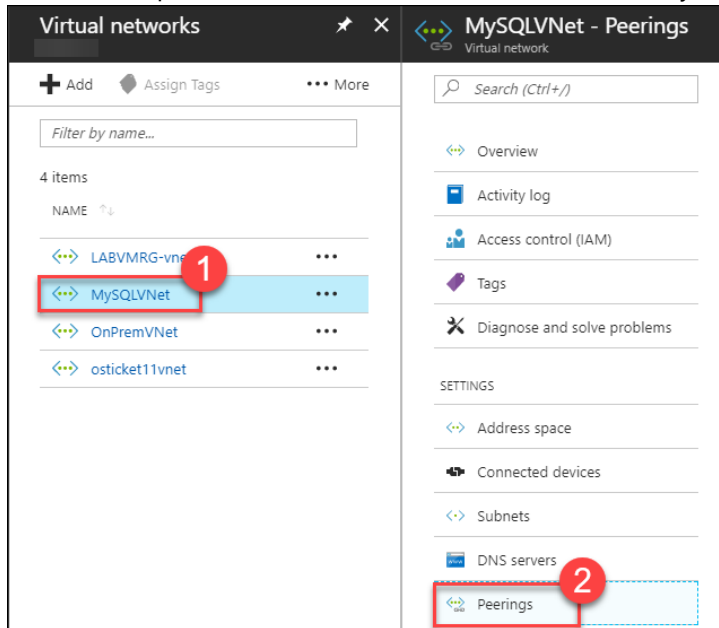 Virtual networks
Add
Assign Tags
More
Filter by name...
4 items
NAME
LABVMRG-vne
1
MySQLVNet
OnPremVNet
osticket11vnet
MySQLVNet - Peerings
Virtual network
Search (Ctrl+/)
Overview
Activity log
Access control (IAM)
Tags
Diagnose and solve problems
SETTINGS
Address space
Connected devices
Subnets
DNS servers
2
Peerings